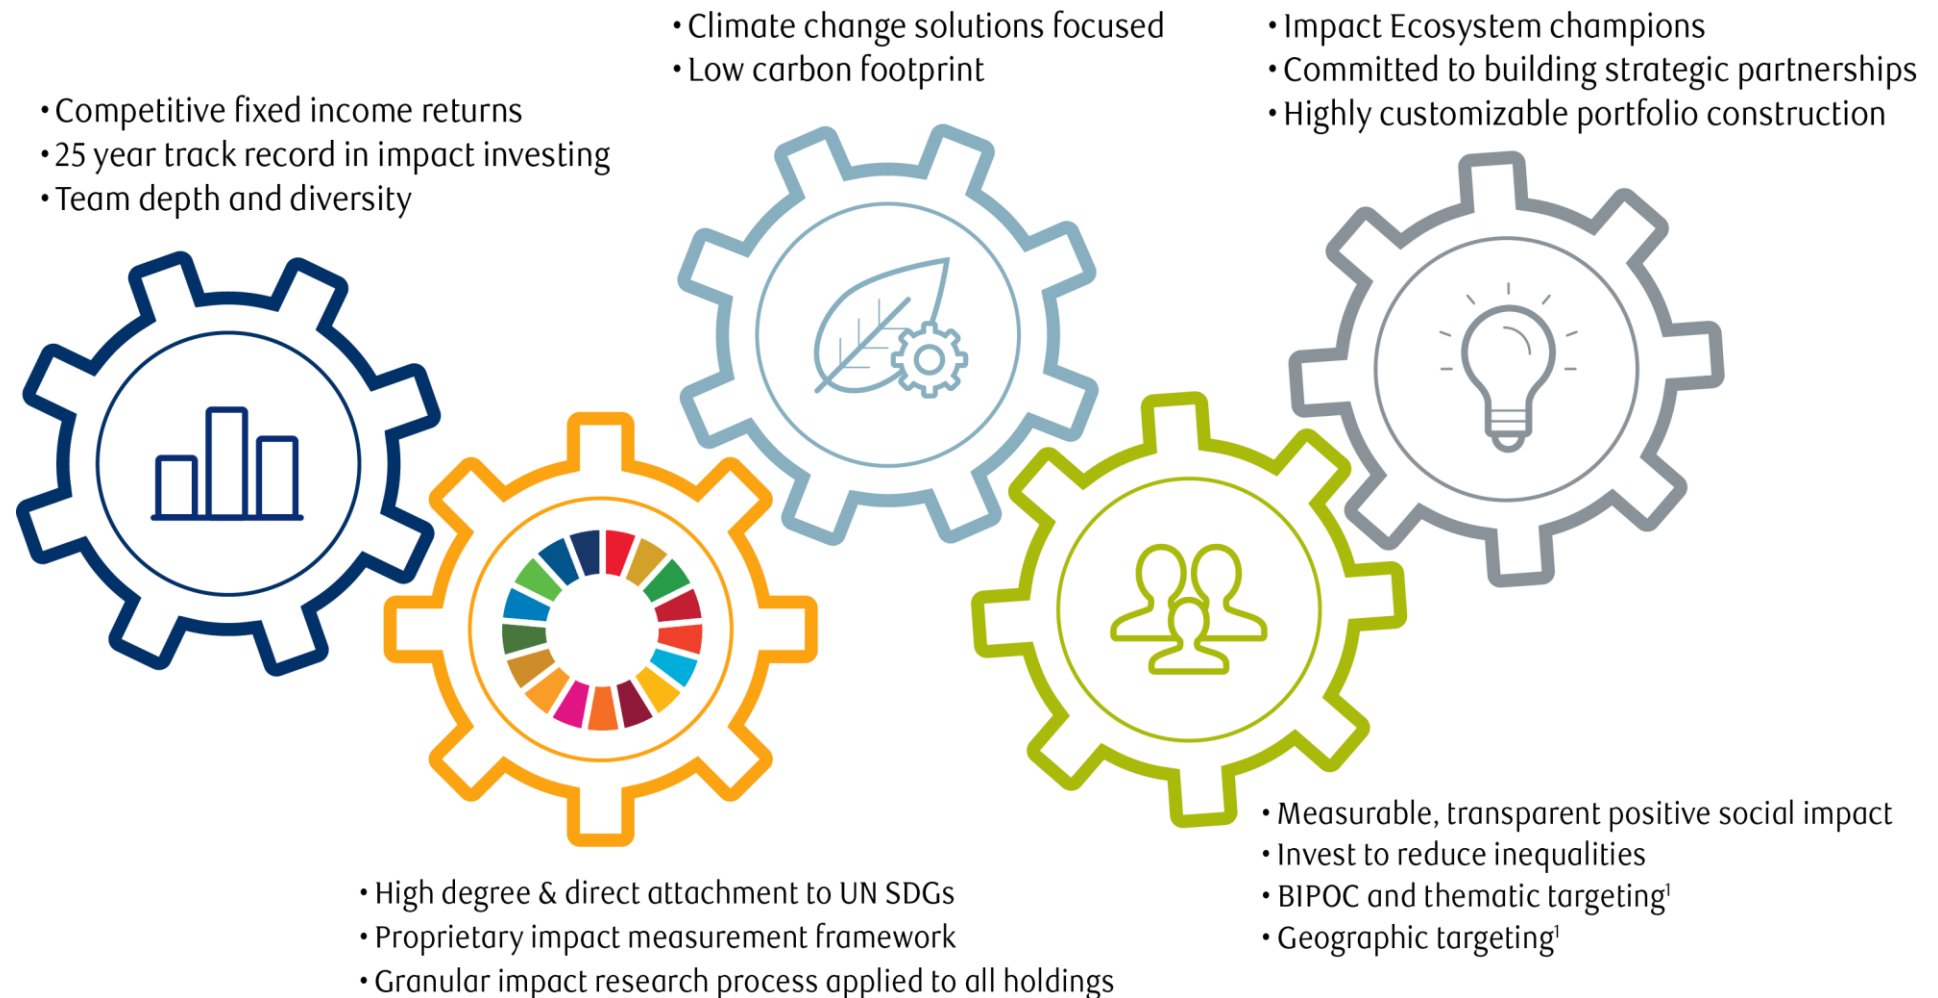 • Competitive fixed income returns
• 25 year track record in impact investing
• Team depth and diversity
• Climate change solutions focused
• Low carbon footprint
• Impact Ecosystem champions
• Committed to building strategic partnerships
• Highly customizable portfolio construction
• High degree & direct attachment to UN SDGs
• Proprietary impact measurement framework
• Granular impact research process applied to all holdings
• Measurable, transparent positive social impact
• Invest to reduce inequalities
• BIPOC and thematic targeting¹
• Geographic targeting¹